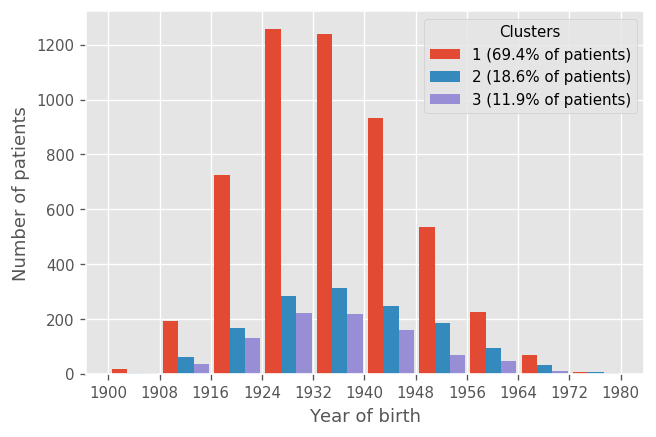 Clusters
1 (69.4% of patients)
2 (18.6% of patients)
3 (11.9% of patients)
Number of patients
1200
1000
800
600
400
200
0
1900 1908 1916 1924 1932 1940 1948 1956 1964 1972 1980
Year of birth